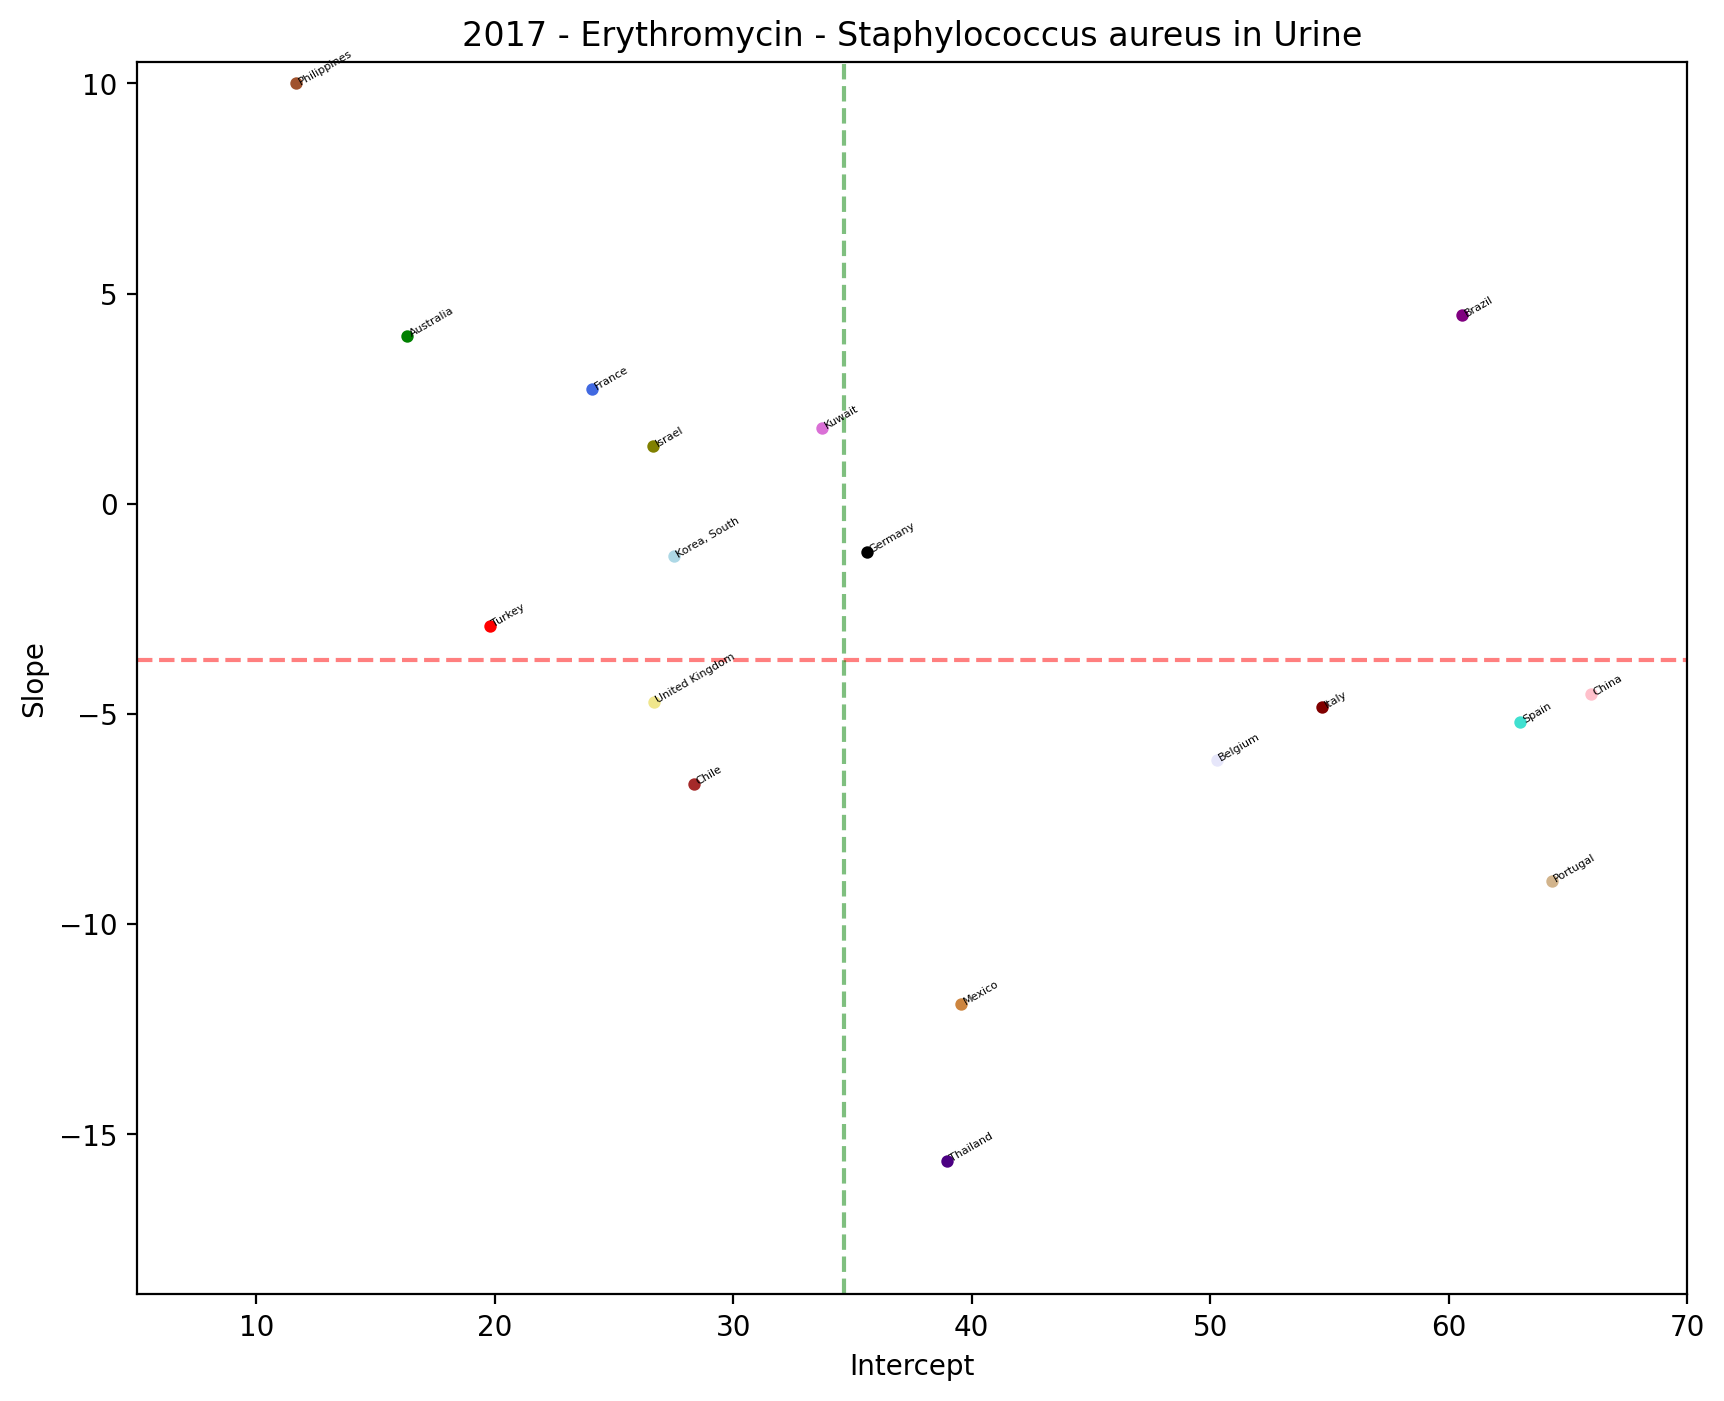 2017 - Erythromycin - Staphylococcus aureus in Urine
10
5
0
−5
−10
−15
Slope
Philippines
Brazil
Australia
France
Kuwait
Israel
Korea, South
Germany
Turkey
United Kingdom
China
Italy
Spain
Belgium
Chile
Portugal
Mexico
Thailand
10 20 30 40 50 60 70
Intercept